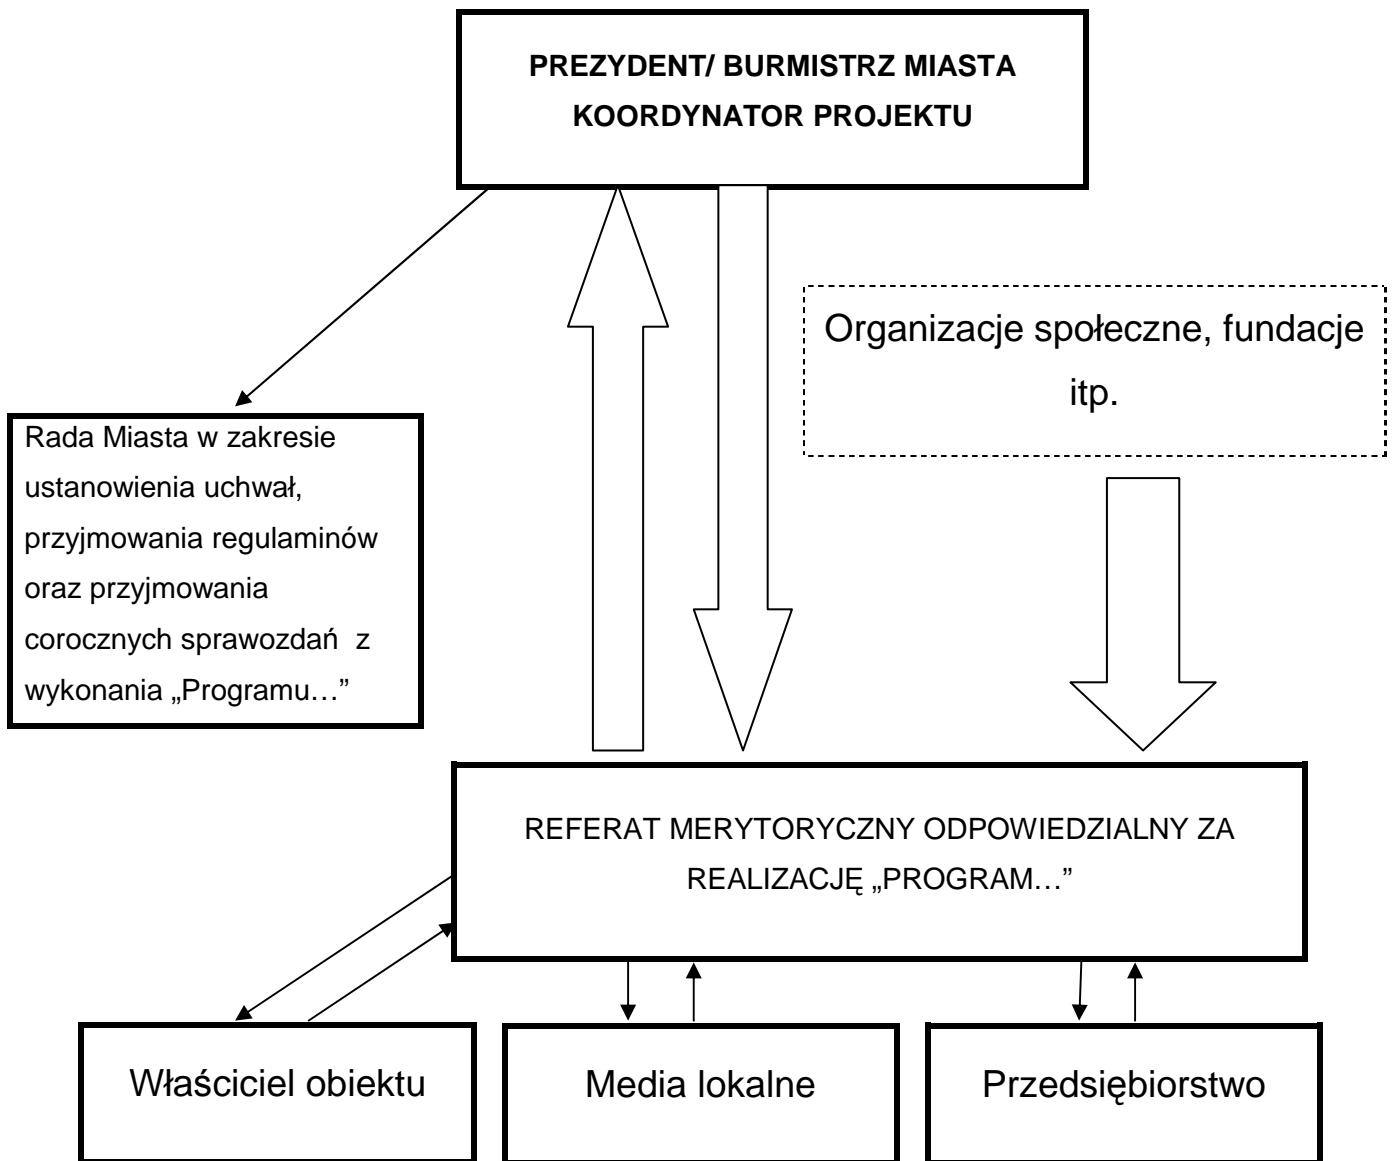 PREZYDENT/ BURMISTRZ MIASTA
KOORDYNATOR PROJEKTU
Organizacje społeczne, fundacje
itp.
Rada Miasta w zakresie
ustanowienia uchwał,
przyjmowania regulaminów
oraz przyjmowania
corocznych sprawozdań z
wykonania „Programu…”
REFERAT MERYTORYCZNY ODPOWIEDZIALNY ZA
REALIZACJĘ „PROGRAM…”
Właściciel obiektu
Media lokalne
Przedsiębiorstwo